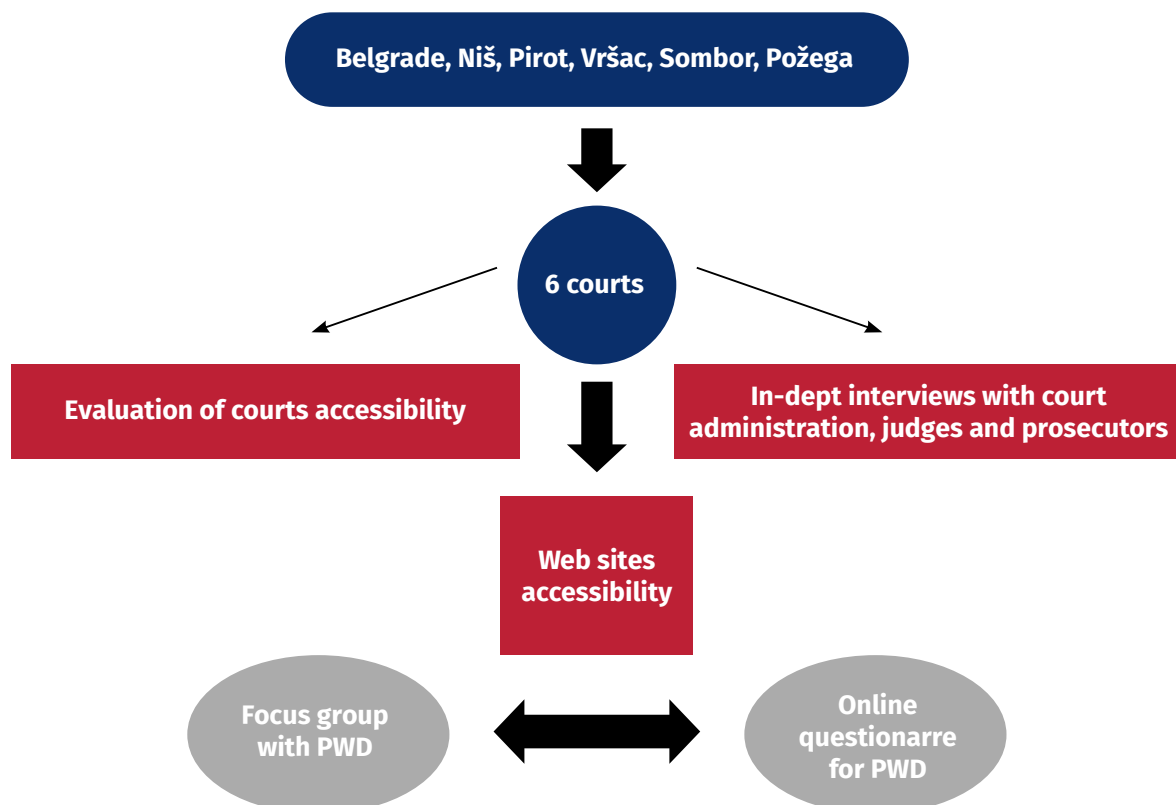 Belgrade, Niš, Pirot, Vršac, Sombor, Požega
6 courts
Evaluation of courts accessibility
In-dept interviews with court
administration, judges and prosecutors
Web sites
accessibility
Focus group
with PWD
Online
questionarre
for PWD